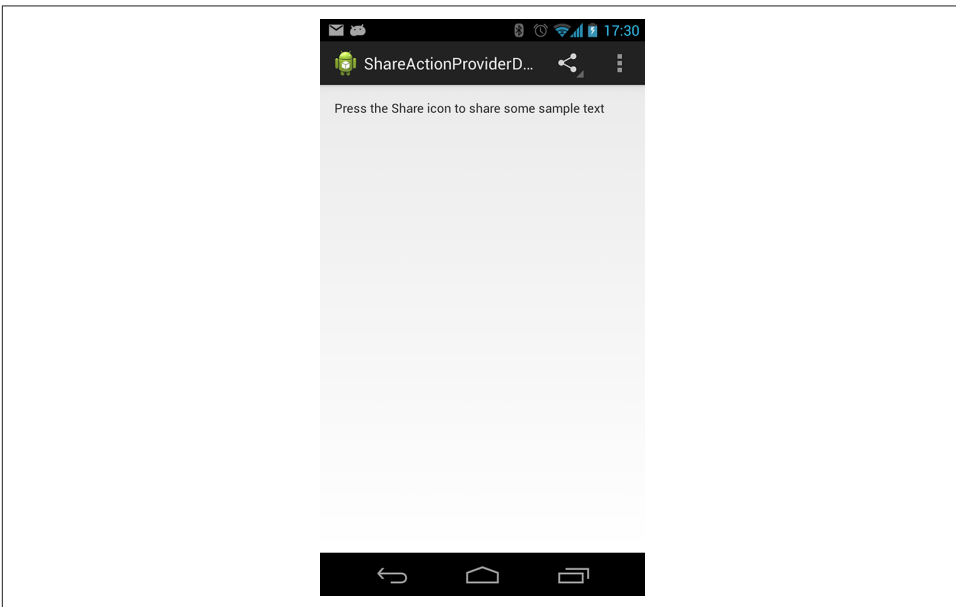 17:30
ShareActionProviderD...
Press the Share icon to share some sample text